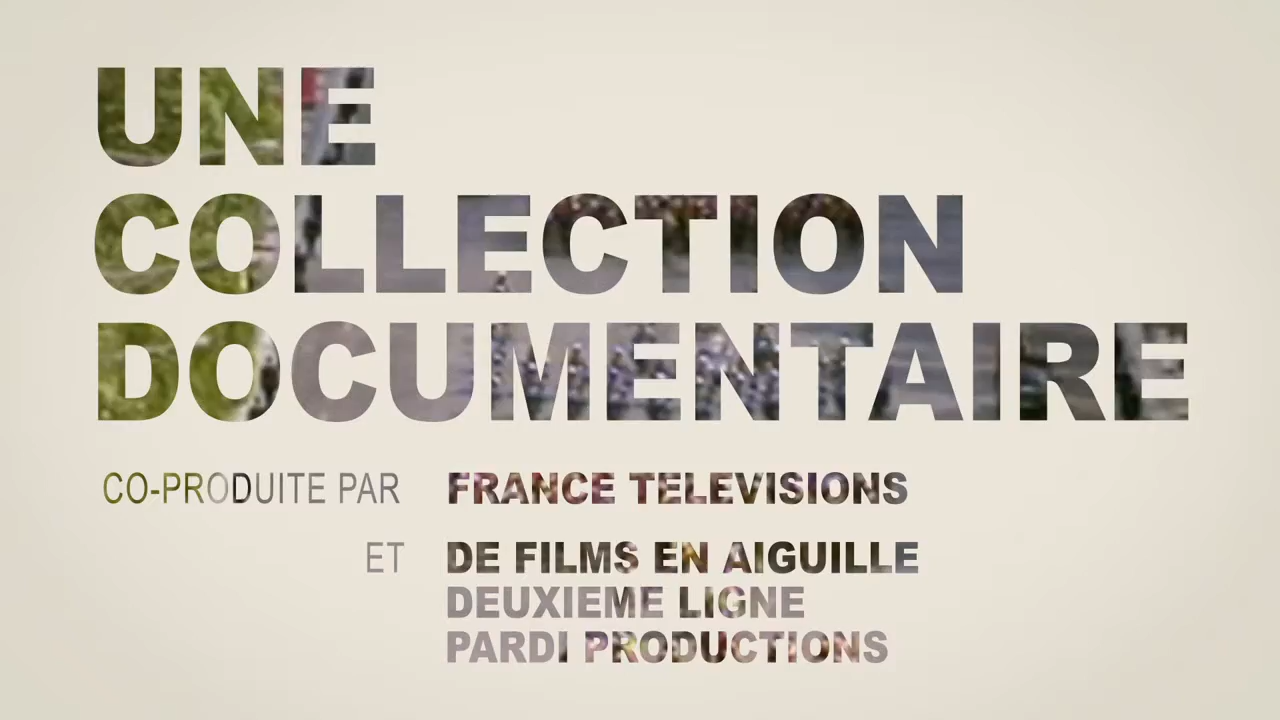 UNE
COLLECTION
DOCUMENTAIRE
CO-PRODUITE PAR FRANCE TELEVISIONS
ET DE FILMS EN AIGUILLE
DEUXIEME LIGNE
PARDI PRODUCTIONS